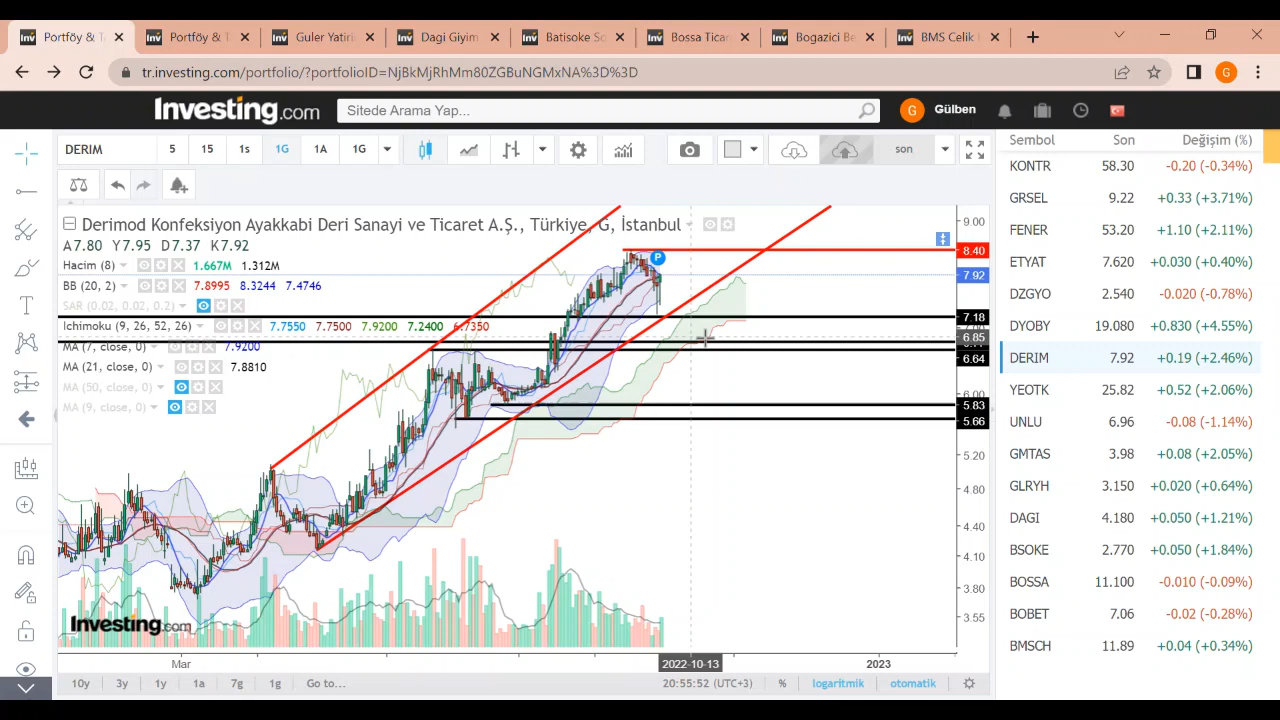 Portföy & T
Portföy & T
Guler Yatiri
Dagi Giyim
Batisoke So
Bossa Ticar
Bogazici Be
BMS Celik H
tr.investing.com/portfolio/?portfolioID=NjBkMjRhMm80ZGBuNGMxNA%3D%3D
G
Investing.com
Sitede Arama Yap...
G Gülben
DERIM 5 15 1s 1G 1A 1G son
Derimod Konfeksiyon Ayakkabi Deri Sanayi ve Ticaret A.Ş., Türkiye, G, İstanbul
A7.80 Y7.95 D7.37 K7.92
Hacim (8) 1.667M 1.312M
BB (20, 2) 7.8995 8.3244 7.4746
SAR (0.02, 0.02, 0.2)
Ichimoku (9, 26, 52, 26) 7.7550 7.7500 7.9200 7.2400 6.7350
MA (7, close, 0) 7.9200
MA (21, close, 0) 7.8810
MA (50, close, 0)
MA (9, close, 0)
P
9.00
8.40
7.92
7.18
7.00
6.85
6.64
6.00
5.83
5.66
5.20
4.80
4.40
4.10
3.80
3.55
Investing.com
Mar 2022-10-13 2023
10y 3y 1y 1a 7g 1g Go to... 20:55:52 (UTC+3) % logaritmik otomatik
Sembol Son Değişim (%)
KONTR 58.30 -0.20 (-0.34%)
GRSEL 9.22 +0.33 (+3.71%)
FENER 53.20 +1.10 (+2.11%)
ETYAT 7.620 +0.030 (+0.40%)
DZGYO 2.540 -0.020 (-0.78%)
DYOBY 19.080 +0.830 (+4.55%)
DERIM 7.92 +0.19 (+2.46%)
YEOTK 25.82 +0.52 (+2.06%)
UNLU 6.96 -0.08 (-1.14%)
GMTAS 3.98 +0.08 (+2.05%)
GLRYH 3.150 +0.020 (+0.64%)
DAGI 4.180 +0.050 (+1.21%)
BSOKE 2.770 +0.050 (+1.84%)
BOSSA 11.100 -0.010 (-0.09%)
BOBET 7.06 -0.02 (-0.28%)
BMSCH 11.89 +0.04 (+0.34%)